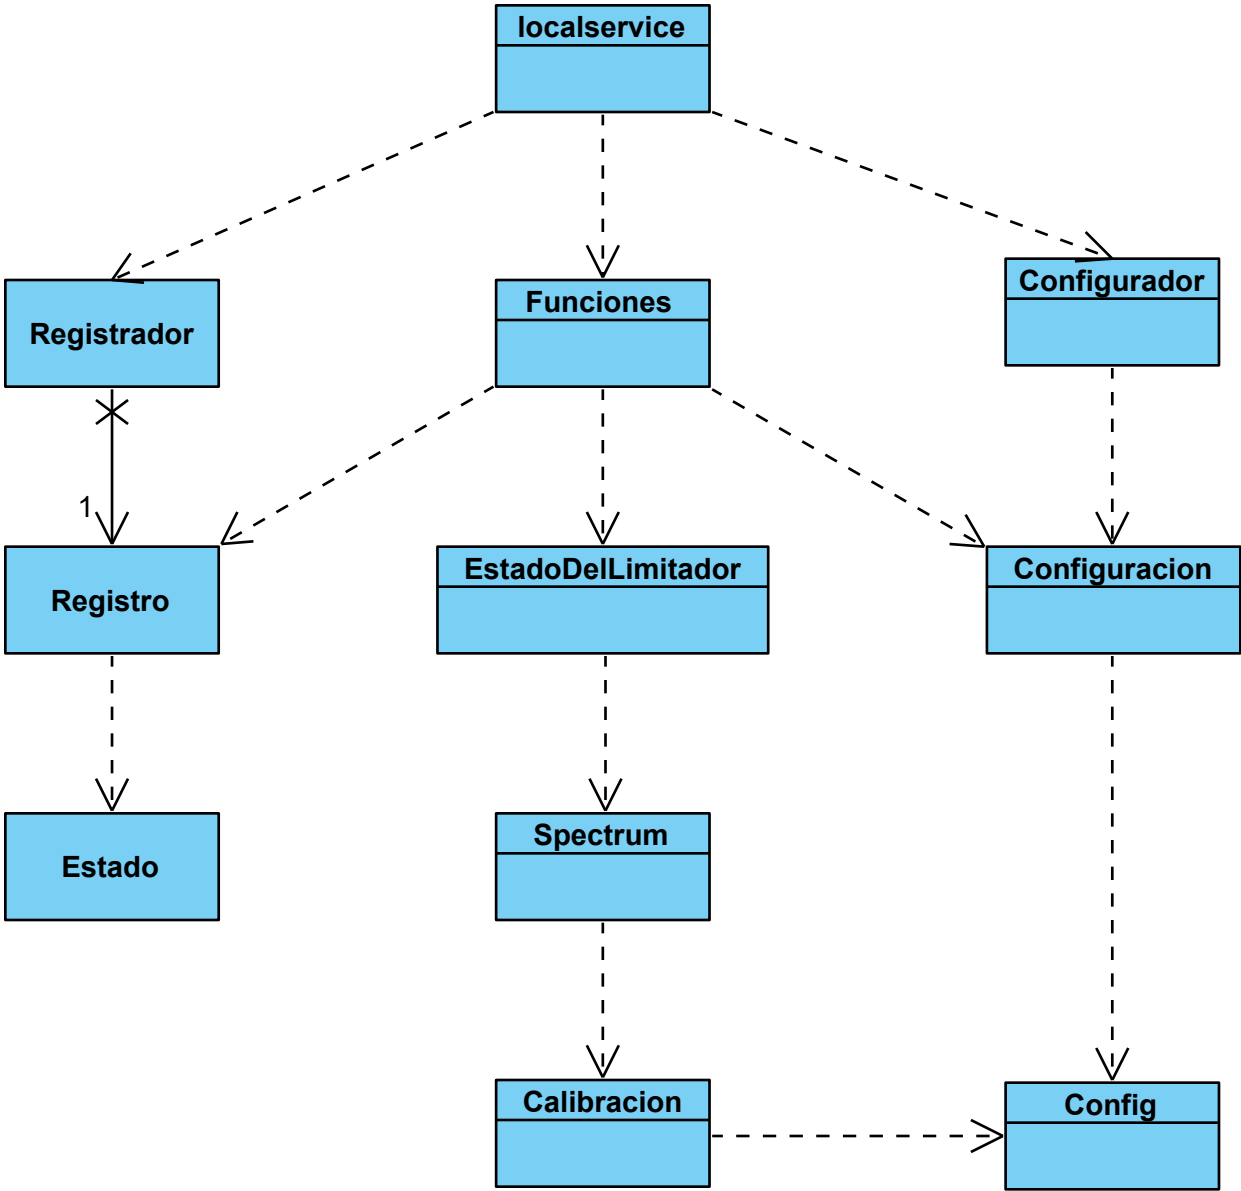 localservice
Registrador
Funciones
Configurador
1
Registro
EstadoDelLimitador
Configuracion
Estado
Spectrum
Calibracion
Config